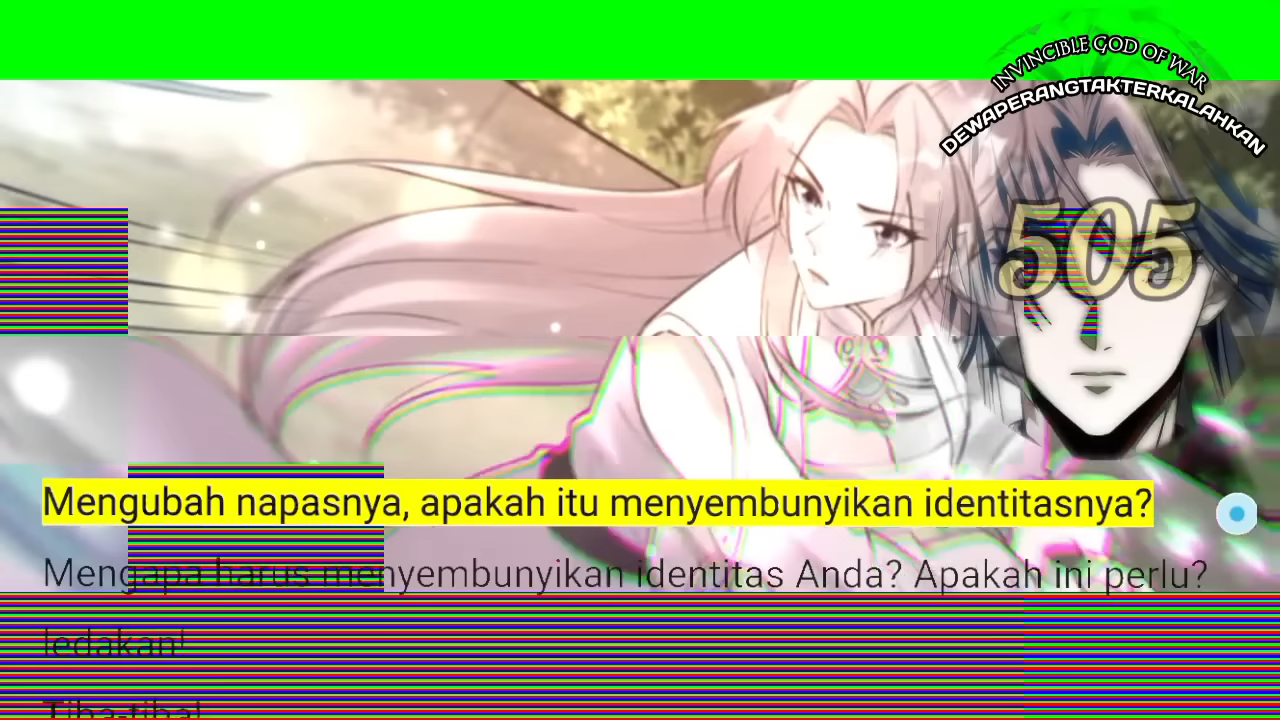 INVINCIBLE GOD OF WAR
DEWAPERANGTAKTERKALAHKAN
505
Mengubah napasnya, apakah itu menyembunyikan identitasnya?
Mengapa harus menyembunyikan identitas Anda? Apakah ini perlu?
ledakan!
Tiba-tiba!